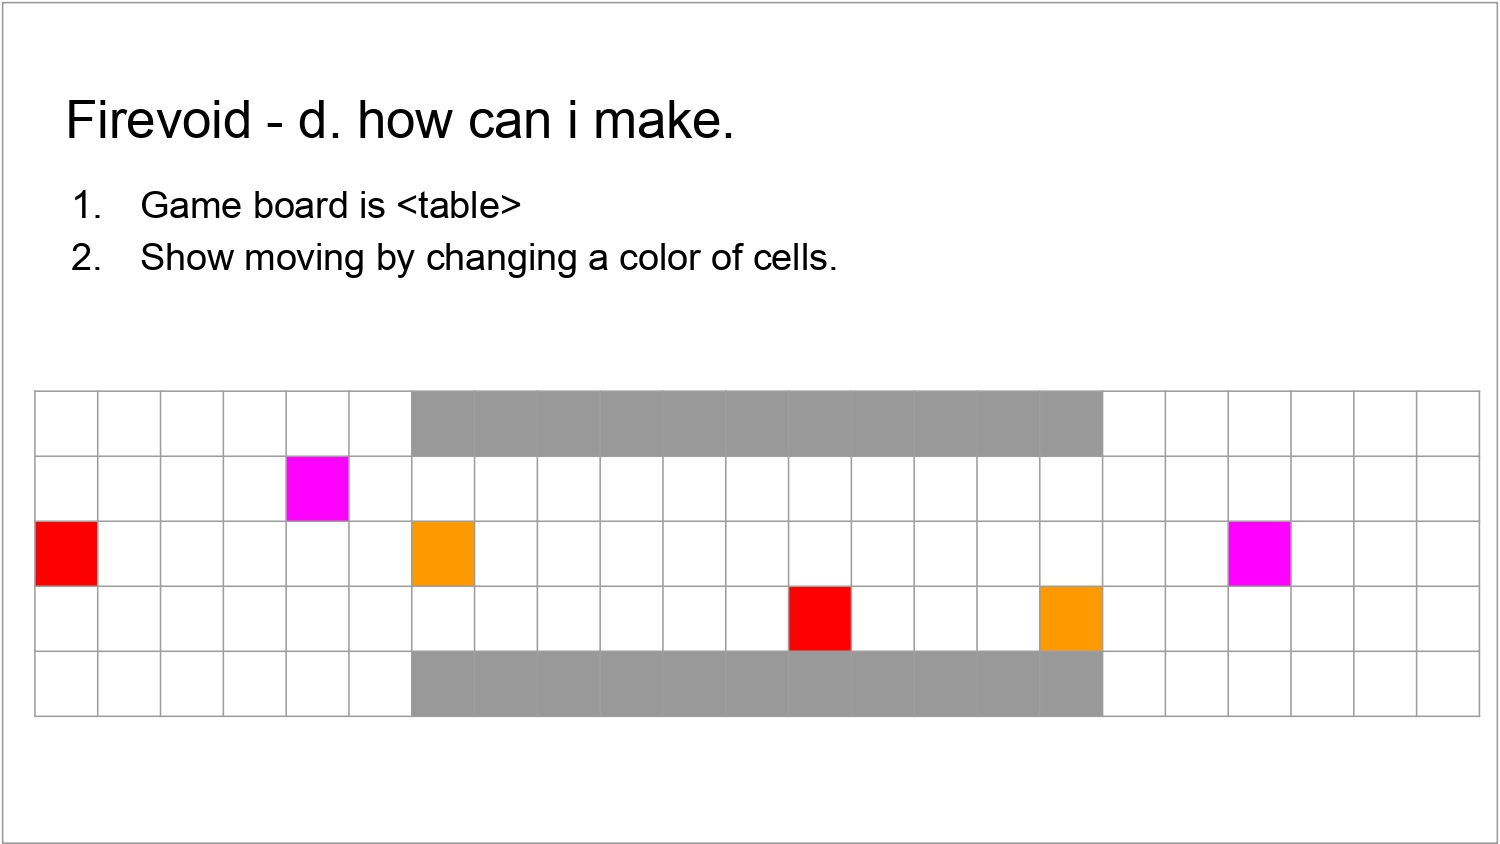 Firevoid - d. how can i make.
1. Game board is <table>
2. Show moving by changing a color of cells.